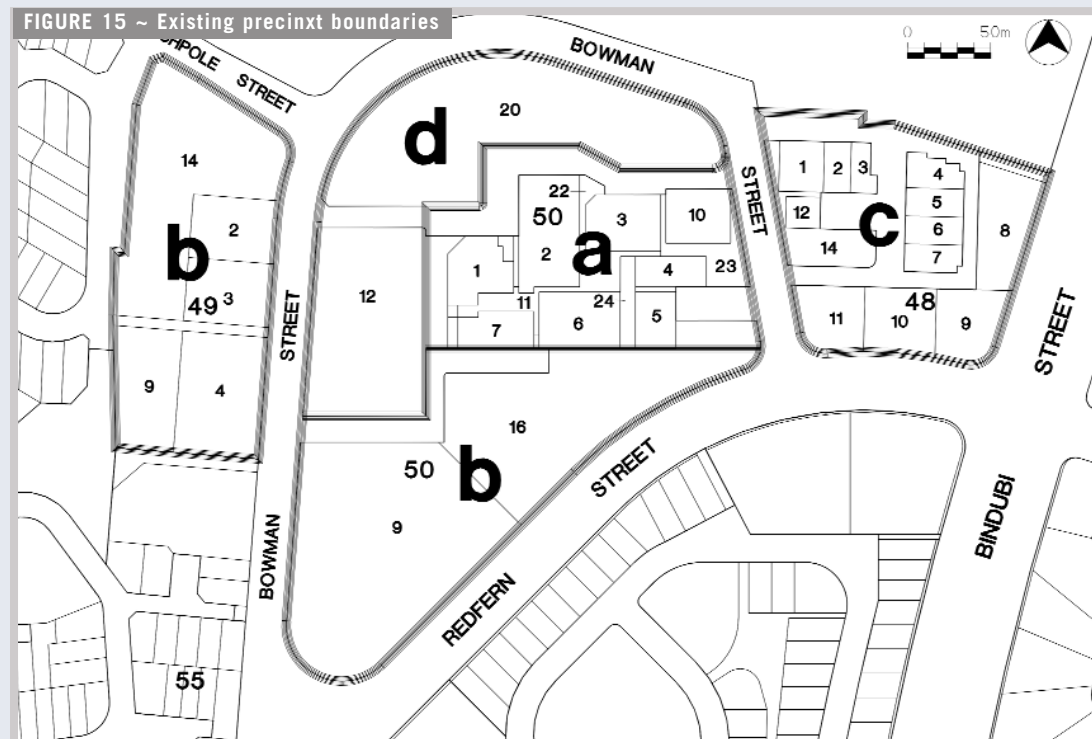 FIGURE 15 ~ Existing precinxt boundaries
0 50m
CHPOLE STREET
BOWMAN
20
d
14
STREET
1 2 3
4
22
50
3
10
12
5
2
b
2
a
c
8
6
14
7
1
4
23
12
3
49
11
24
48
7
6
5
11
10
9
STREET
STREET
9
4
16
50
b
STREET
9
BINDUBI
BOWMAN
REDFERN
55